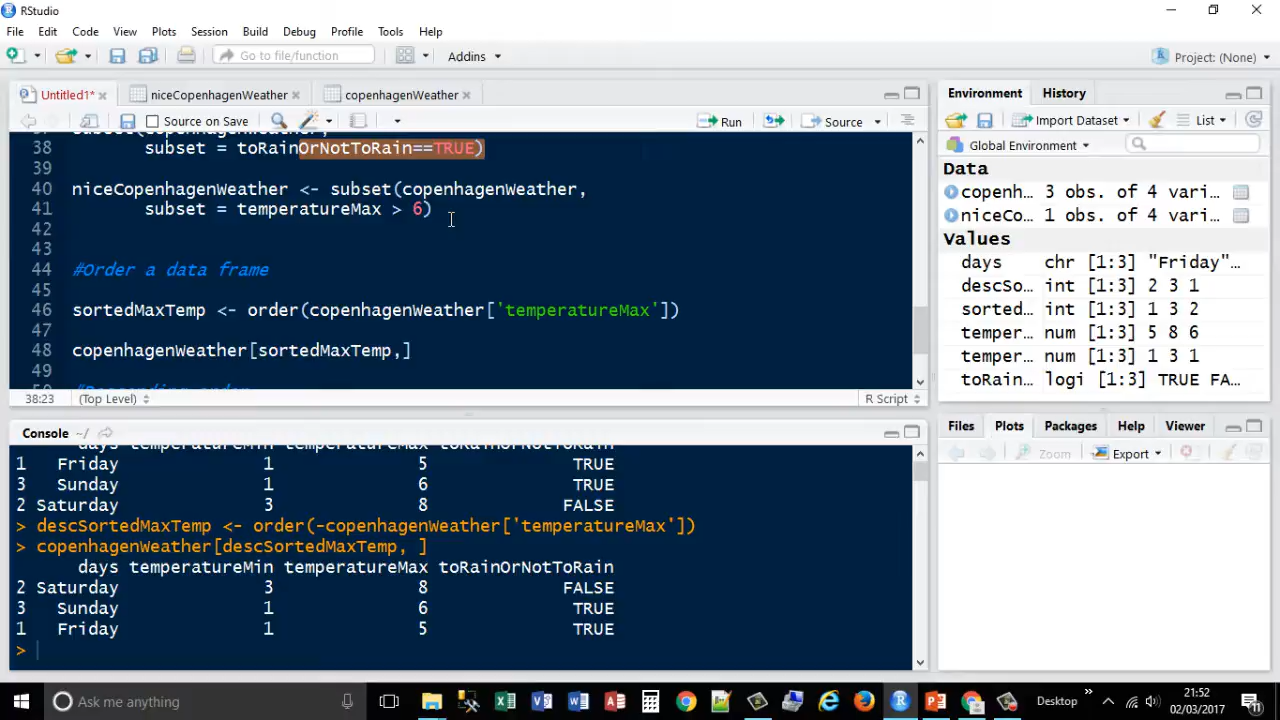 RStudio
File Edit Code View Plots Session Build Debug Profile Tools Help
Go to file/function Addins Project: (None)
Untitled1* niceCopenhagenWeather copenhagenWeather
Source on Save Run Source
38 subset = toRainOrNotToRain==TRUE)
39
40 niceCopenhagenWeather <- subset(copenhagenWeather,
41 subset = temperatureMax > 6)
42
43
44 #Order a data frame
45
46 sortedMaxTemp <- order(copenhagenWeather['temperatureMax'])
47
48 copenhagenWeather[sortedMaxTemp,]
49
38:23 (Top Level) R Script
Console ~/
days temperatureMin temperatureMax toRainOrNotToRain
1 Friday 1 5 TRUE
3 Sunday 1 6 TRUE
2 Saturday 3 8 FALSE
> descSortedMaxTemp <- order(-copenhagenWeather['temperatureMax'])
> copenhagenWeather[descSortedMaxTemp, ]
days temperatureMin temperatureMax toRainOrNotToRain
2 Saturday 3 8 FALSE
3 Sunday 1 6 TRUE
1 Friday 1 5 TRUE
>
Environment History
Import Dataset List
Global Environment
Data
copenh… 3 obs. of 4 vari…
niceCo… 1 obs. of 4 vari…
Values
days chr [1:3] "Friday"…
descSo… int [1:3] 2 3 1
sorted… int [1:3] 1 3 2
temper… num [1:3] 5 8 6
temper… num [1:3] 1 3 1
toRain… logi [1:3] TRUE FA…
Files Plots Packages Help Viewer
Zoom Export
Ask me anything
Desktop
21:52
02/03/2017